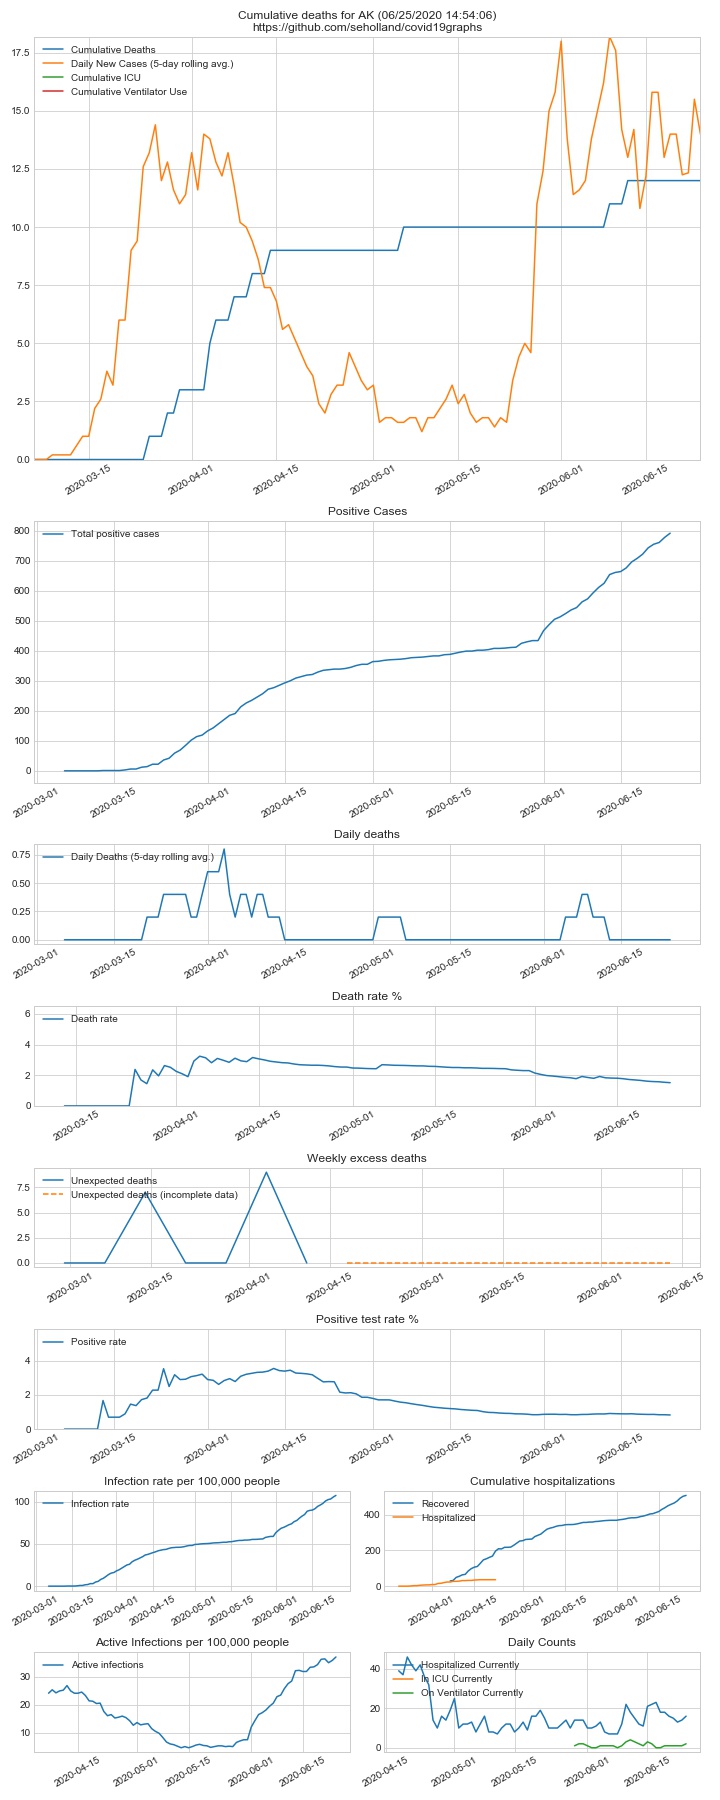 Cumulative deaths for AK (06/25/2020 14:54:06)
https://github.com/seholland/covid19graphs
Cumulative Deaths
Daily New Cases (5-day rolling avg.)
Cumulative ICU
Cumulative Ventilator Use
17.5
15.0
12.5
10.0
7.5
5.0
2.5
0.0
2020-03-15 2020-04-01 2020-04-15 2020-05-01 2020-05-15 2020-06-01 2020-06-15
Positive Cases
Total positive cases
800
700
600
500
400
300
200
100
0
2020-03-01 2020-03-15 2020-04-01 2020-04-15 2020-05-01 2020-05-15 2020-06-01 2020-06-15
Daily deaths
Daily Deaths (5-day rolling avg.)
0.75
0.50
0.25
0.00
2020-03-01 2020-03-15 2020-04-01 2020-04-15 2020-05-01 2020-05-15 2020-06-01 2020-06-15
Death rate %
Death rate
6
4
2
0
2020-03-15 2020-04-01 2020-04-15 2020-05-01 2020-05-15 2020-06-01 2020-06-15
Weekly excess deaths
Unexpected deaths
Unexpected deaths (incomplete data)
7.5
5.0
2.5
0.0
2020-03-01 2020-03-15 2020-04-01 2020-04-15 2020-05-01 2020-05-15 2020-06-01 2020-06-15
Positive test rate %
Positive rate
4
2
0
2020-03-01 2020-03-15 2020-04-01 2020-04-15 2020-05-01 2020-05-15 2020-06-01 2020-06-15
Infection rate per 100,000 people
Infection rate
100
50
0
2020-03-01 2020-03-15 2020-04-01 2020-04-15 2020-05-01 2020-05-15 2020-06-01 2020-06-15
Cumulative hospitalizations
Recovered
Hospitalized
400
200
0
2020-04-01 2020-04-15 2020-05-01 2020-05-15 2020-06-01 2020-06-15
Active Infections per 100,000 people
Active infections
30
20
10
2020-04-15 2020-05-01 2020-05-15 2020-06-01 2020-06-15
Daily Counts
Hospitalized Currently
In ICU Currently
On Ventilator Currently
40
20
0
2020-04-15 2020-05-01 2020-05-15 2020-06-01 2020-06-15